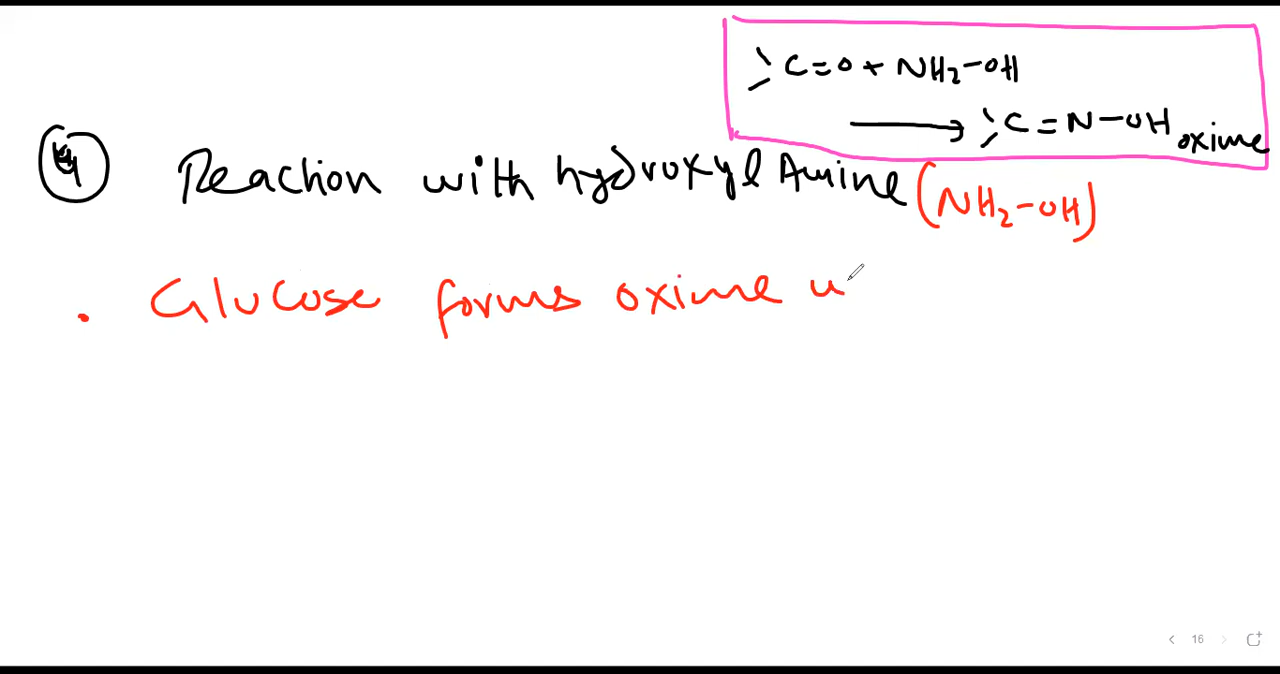 >C=O + NH2-OH
⟶ >C=N-OH oxime
④ Reaction with hydroxyl Amine (NH2-OH)
. Glucose forms oxime w
16